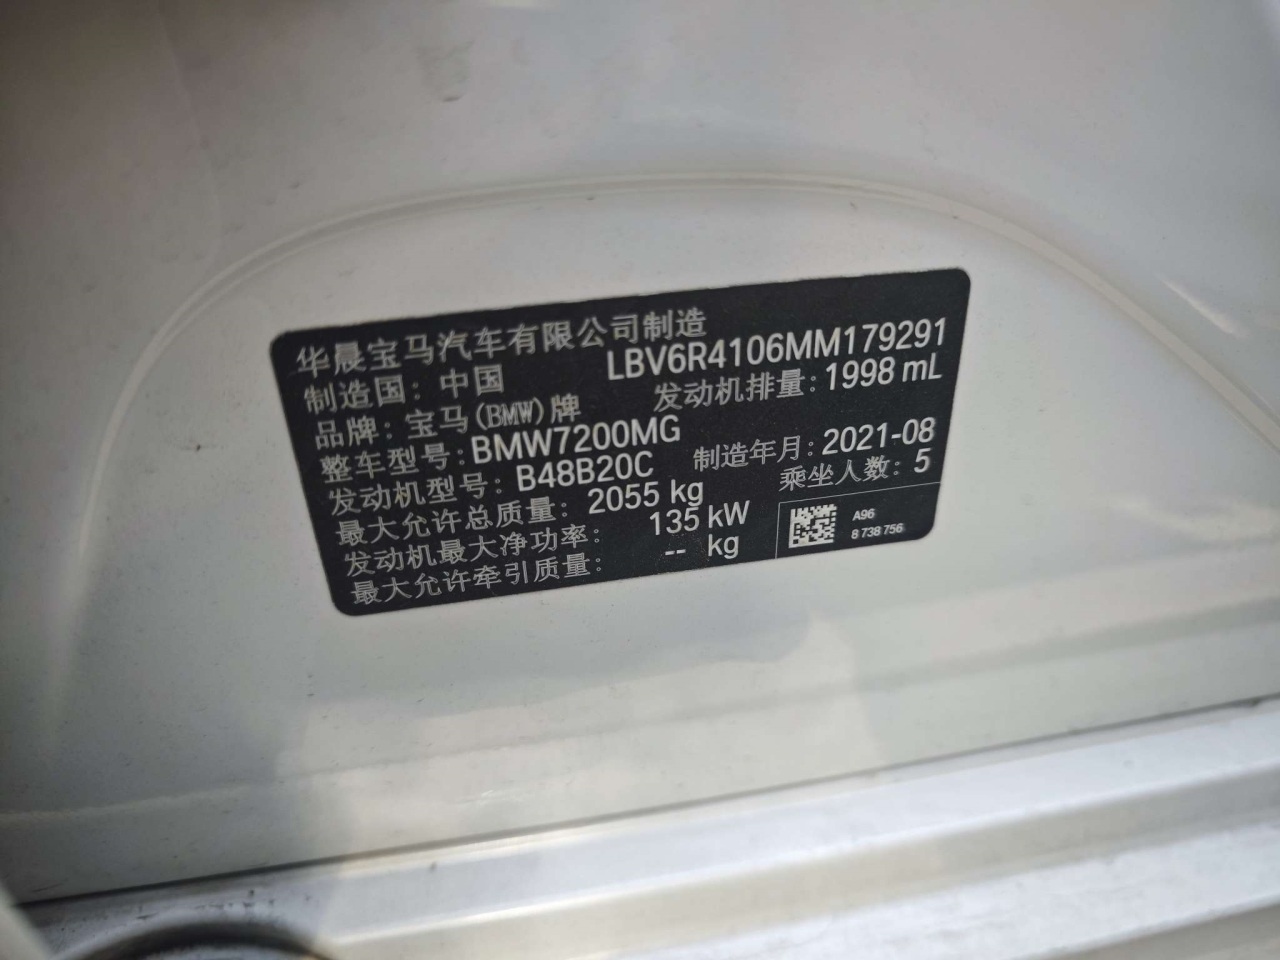 华晨宝马汽车有限公司制造
制造国：中国 LBV6R4106MM179291
品牌：宝马(BMW)牌 发动机排量：1998 mL
整车型号：BMW7200MG
发动机型号：B48B20C 制造年月：2021-08
最大允许总质量：2055 kg 乘坐人数：5
发动机最大净功率：135 kW
最大允许牵引质量：-- kg
A96
8 738 756